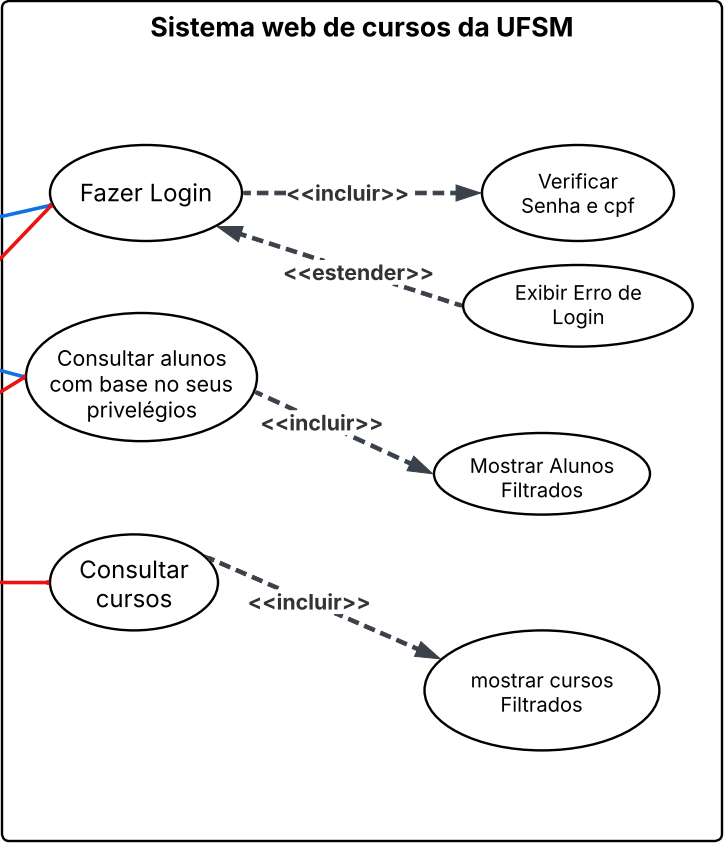 Sistema web de cursos da UFSM
Fazer Login
<<incluir>>
Verificar
Senha e cpf
<<estender>>
Exibir Erro de
Login
Consultar alunos
com base no seus
privelégios
<<incluir>>
Mostrar Alunos
Filtrados
Consultar
cursos
<<incluir>>
mostrar cursos
Filtrados